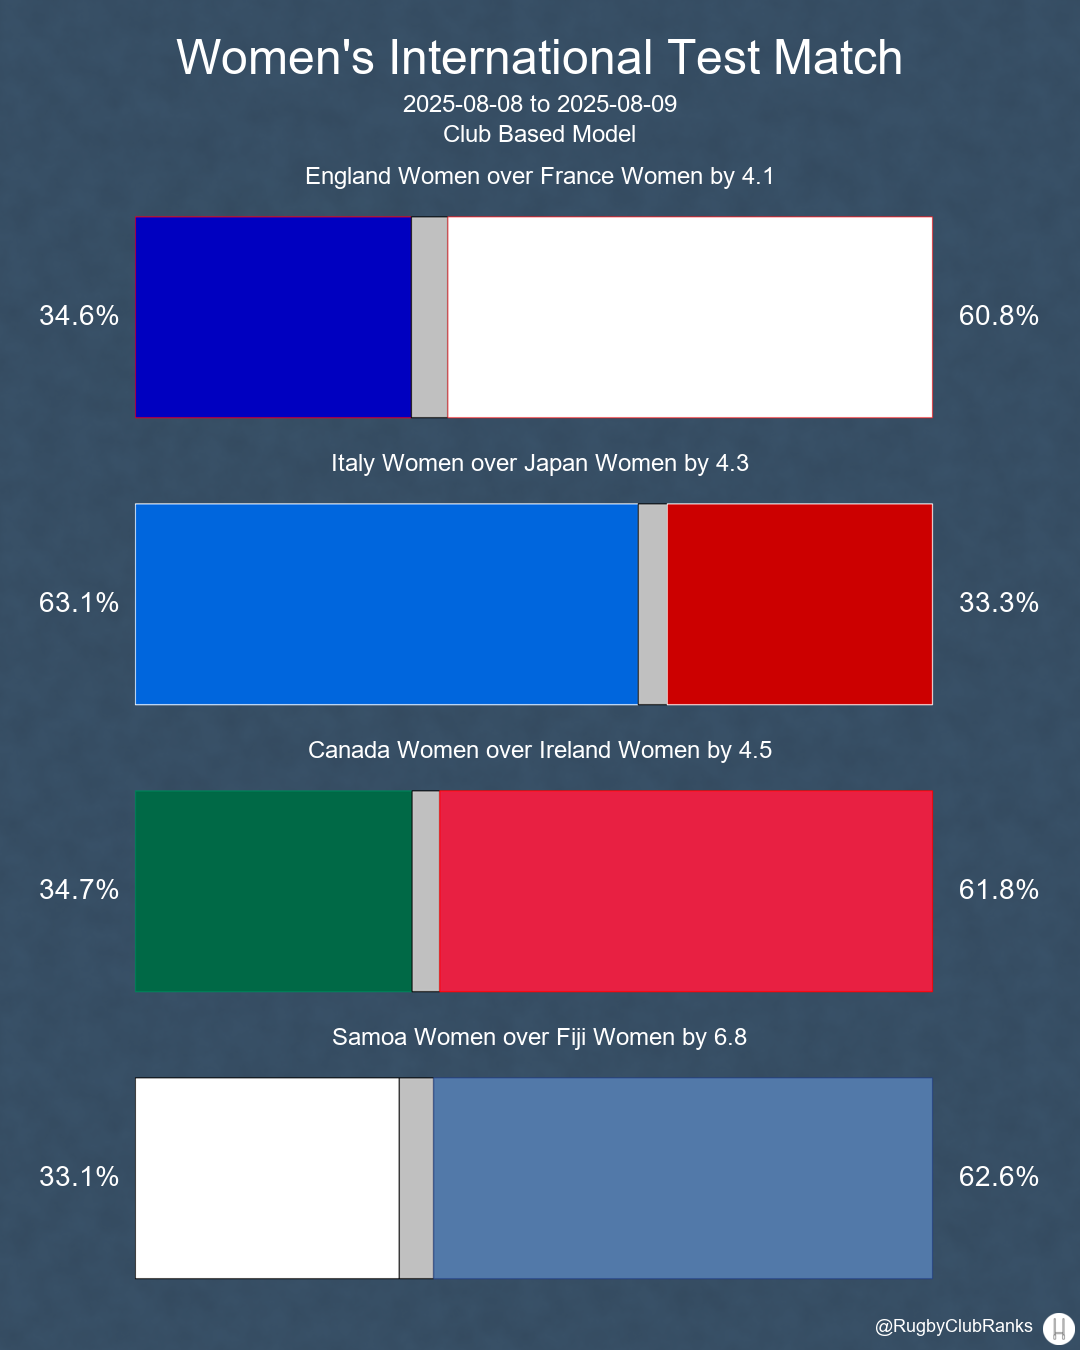 Women's International Test Match
2025-08-08 to 2025-08-09
Club Based Model
England Women over France Women by 4.1
34.6%
60.8%
Italy Women over Japan Women by 4.3
63.1%
33.3%
Canada Women over Ireland Women by 4.5
34.7%
61.8%
Samoa Women over Fiji Women by 6.8
33.1%
62.6%
@RugbyClubRanks